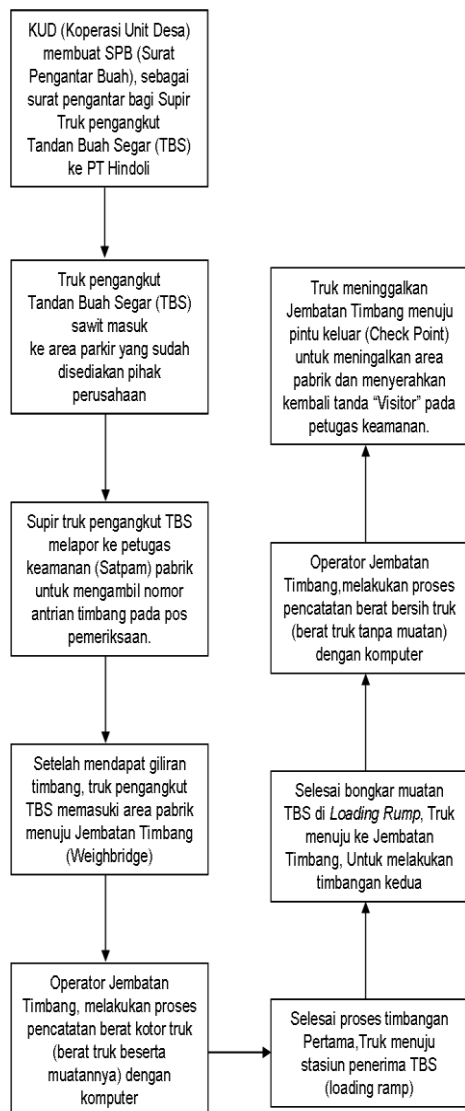 KUD (Koperasi Unit Desa)
membuat SPB (Surat
Pengantar Buah), sebagai
surat pengantar bagi Supir
Truk pengangkut
Tandan Buah Segar (TBS)
ke PT Hindoli
Truk pengangkut
Tandan Buah Segar (TBS)
sawit masuk
ke area parkir yang sudah
disediakan pihak
perusahaan
Supir truk pengangkut TBS
melapor ke petugas
keamanan (Satpam) pabrik
untuk mengambil nomor
antrian timbang pada pos
pemeriksaan.
Setelah mendapat giliran
timbang, truk pengangkut
TBS memasuki area pabrik
menuju Jembatan Timbang
(Weighbridge)
Operator Jembatan
Timbang, melakukan proses
pencatatan berat kotor truk
(berat truk beserta
muatannya) dengan
komputer
Selesai proses timbangan
Pertama,Truk menuju
stasiun penerima TBS
(loading ramp)
Selesai bongkar muatan
TBS di Loading Rump, Truk
menuju ke Jembatan
Timbang, Untuk melakukan
timbangan kedua
Operator Jembatan
Timbang,melakukan proses
pencatatan berat bersih truk
(berat truk tanpa muatan)
dengan komputer
Truk meninggalkan
Jembatan Timbang menuju
pintu keluar (Check Point)
untuk meningalkan area
pabrik dan menyerahkan
kembali tanda “Visitor” pada
petugas keamanan.